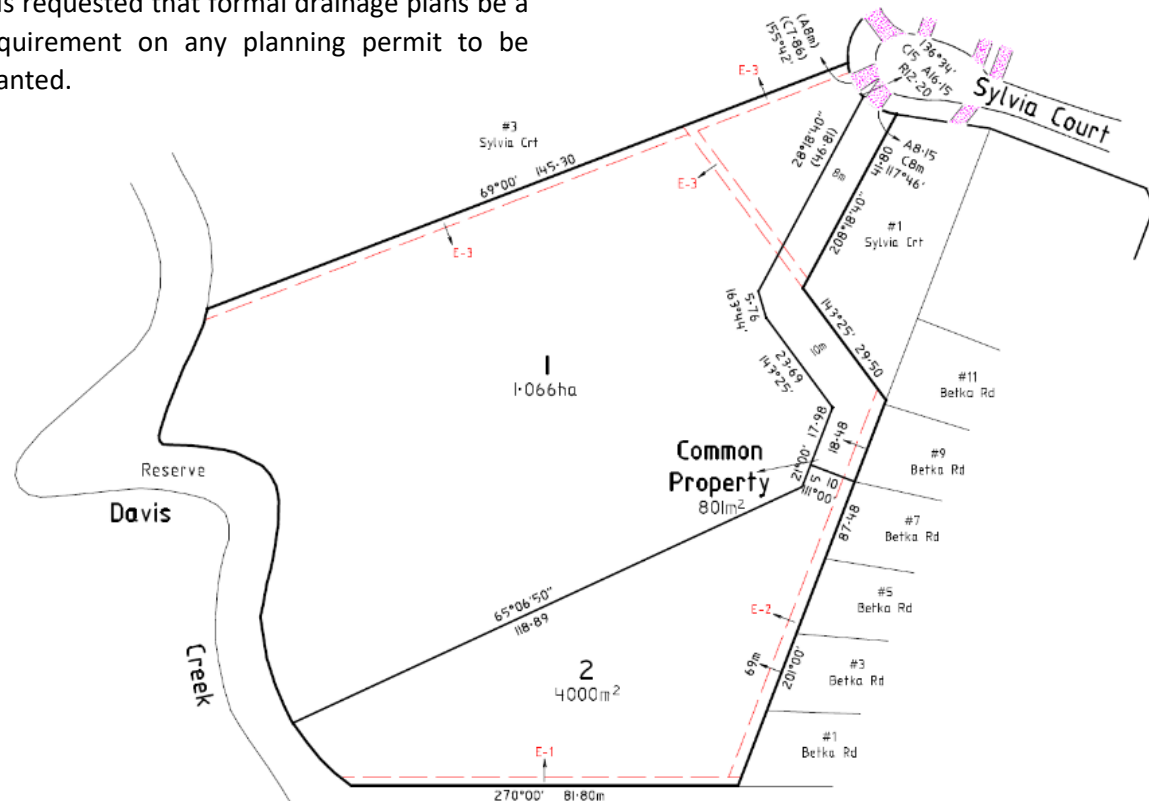 is requested that formal drainage plans be a
quirement on any planning permit to be
anted.
(A8m)
(C7·86)
155°42'
136°34'
C15 A16·15
R12·20
Sylvia Court
E-3
#3
Sylvia Crt
69°00' 145·30
E-3
E-3
28°18'40"
(46·81)
8m
A8·15
C8m
117°46'
41·80
208°18'40"
#1
Sylvia Crt
5·76
163°44'
143°25' 29·50
10m
23·69
143°25'
1
1·066ha
#11
Betka Rd
17·98
21°00'
18·48
Common
Property
801m²
5 10
111°00'
#9
Betka Rd
Reserve
Davis
Creek
87·48
#7
Betka Rd
65°06'50"
118·89
#5
Betka Rd
E-2
69m
201°00'
#3
Betka Rd
2
4000m²
#1
Betka Rd
E-1
270°00' 81·80m